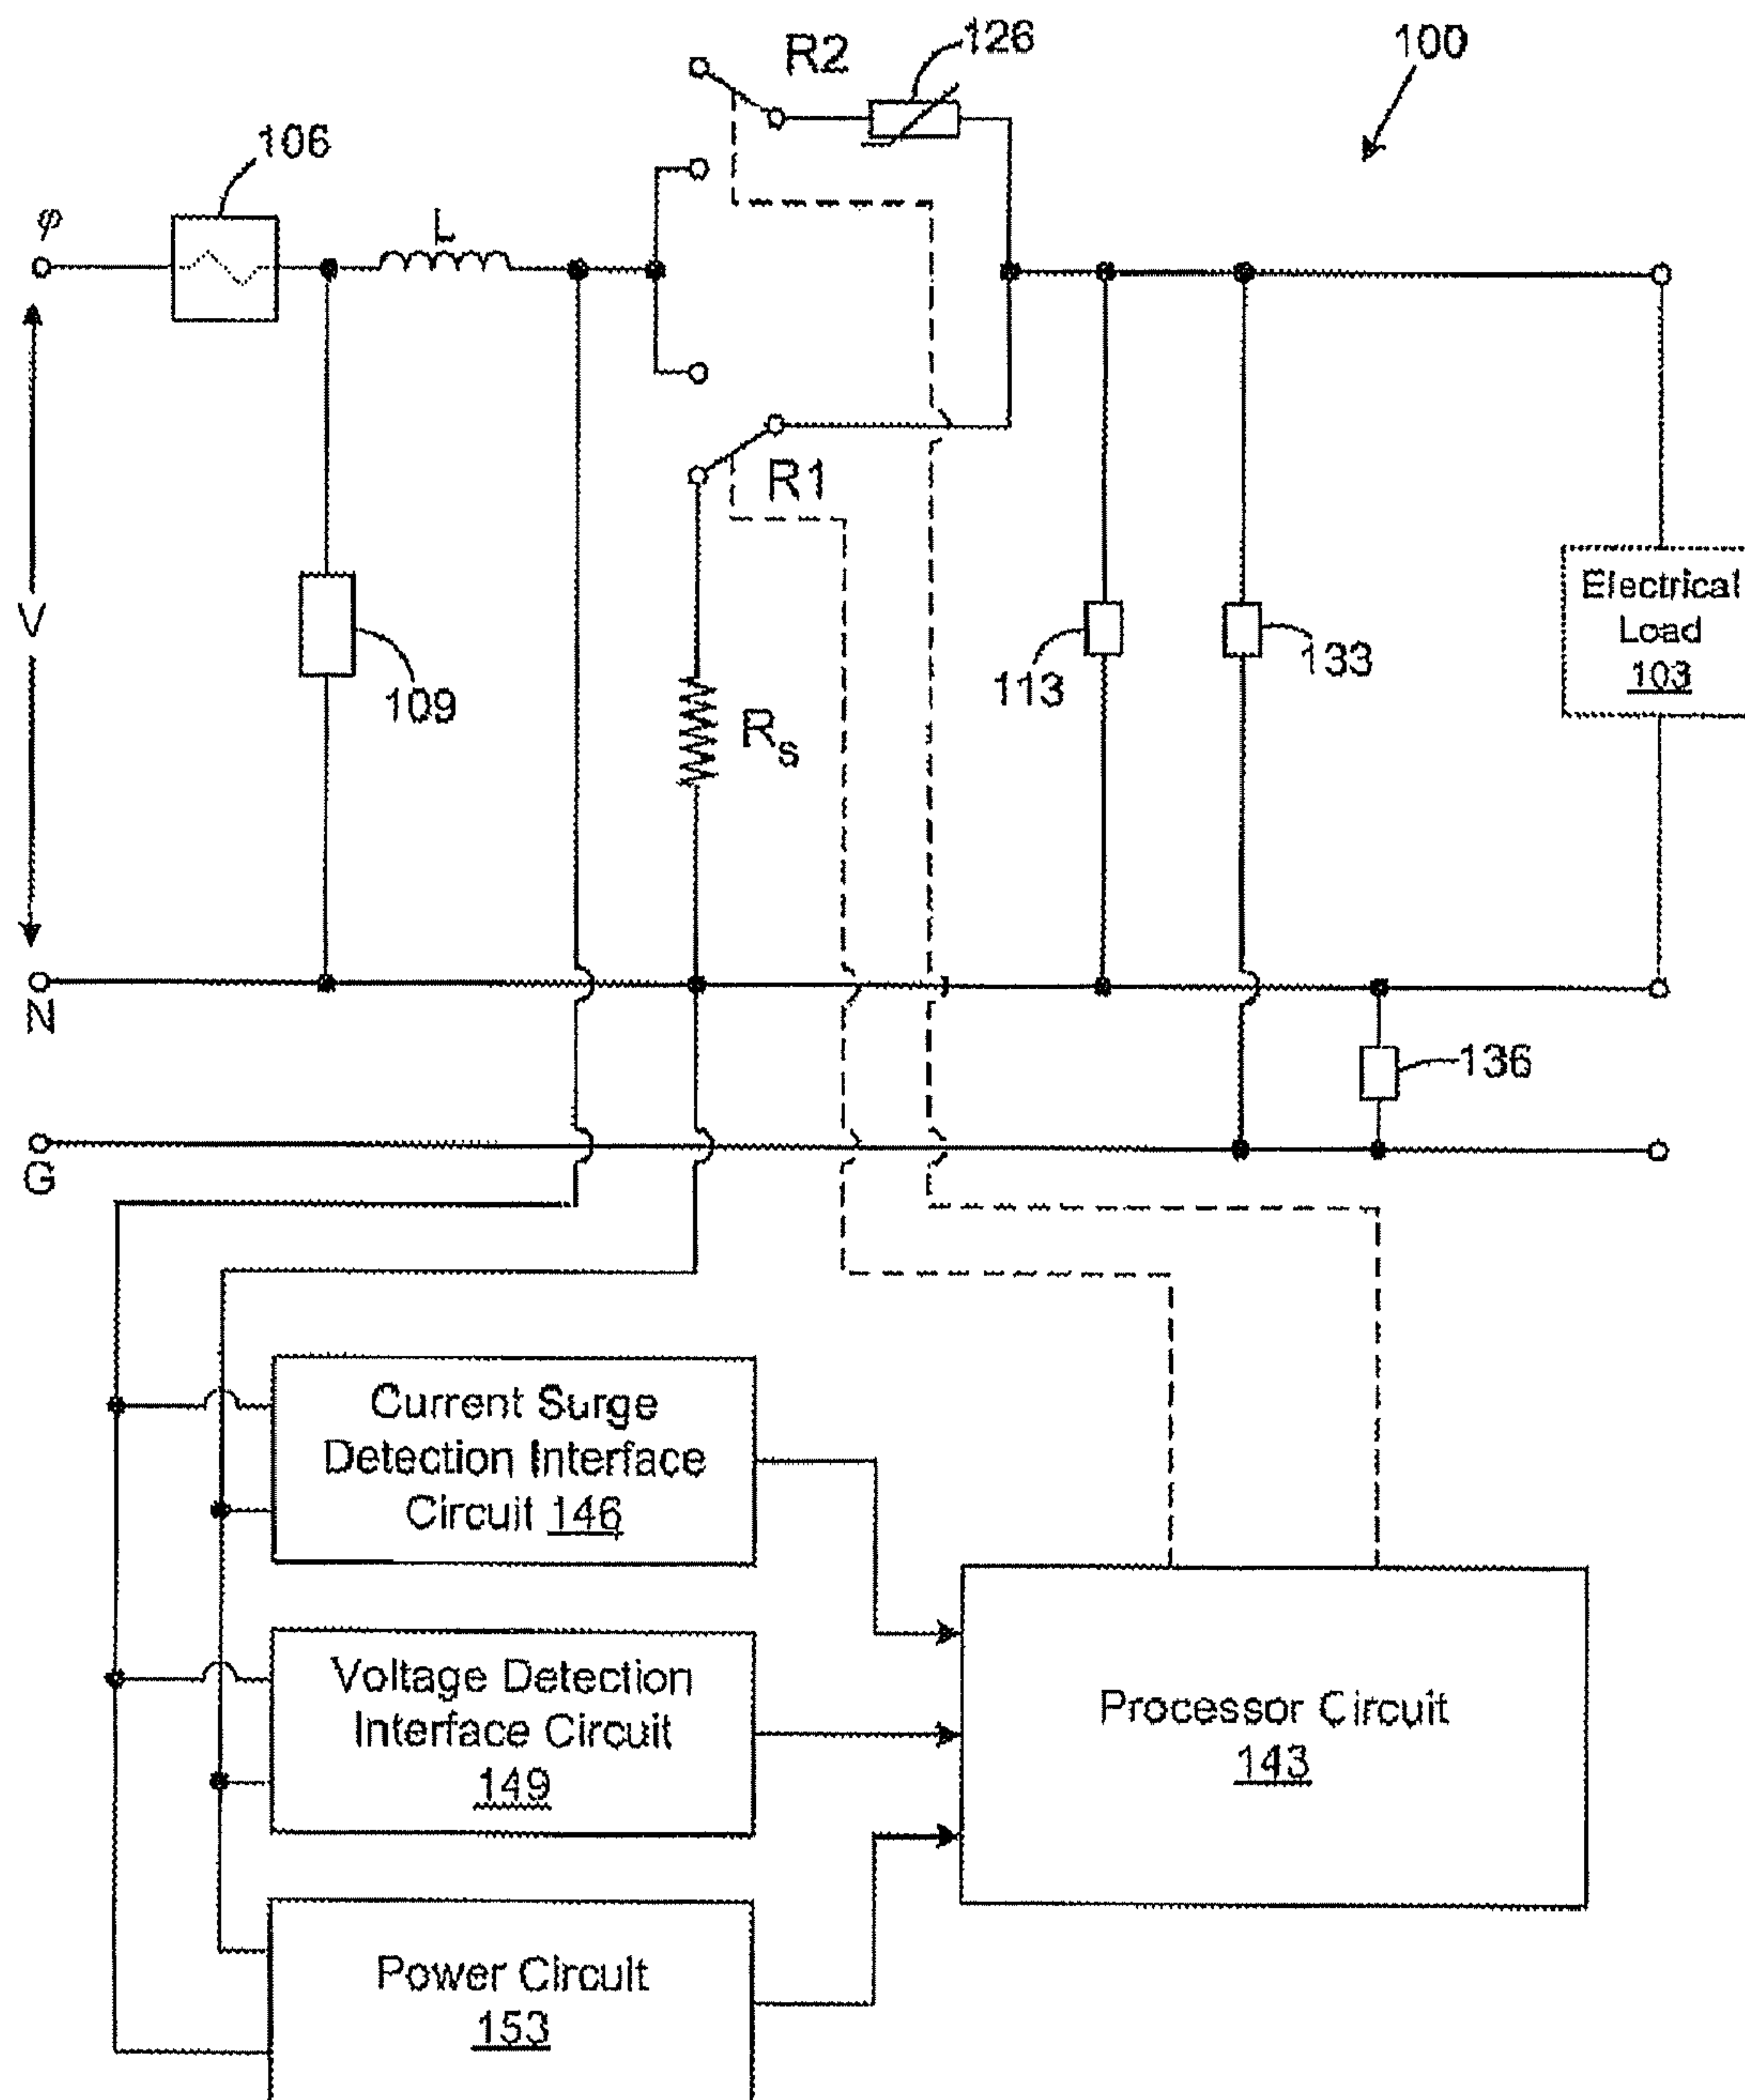 R2
126
100
106
φ
L
R1
V
109
Rs
113
133
Electrical
Load
103
N
136
G
Current Surge
Detection Interface
Circuit 146
Voltage Detection
Interface Circuit
149
Processor Circuit
143
Power Circuit
153